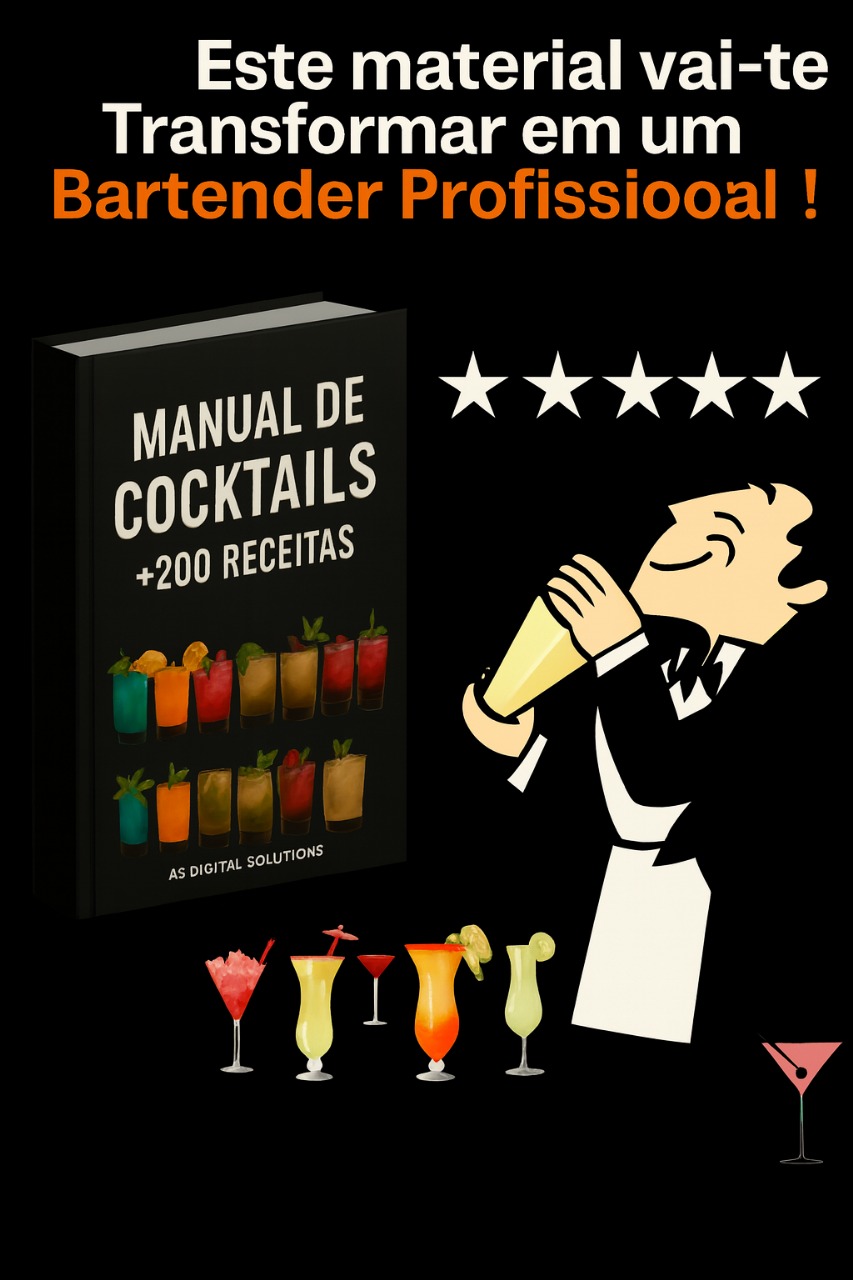 Este material vai-te
Transformar em um
Bartender Profissiooal !
MANUAL DE
COCKTAILS
+200 RECEITAS
AS DIGITAL SOLUTIONS